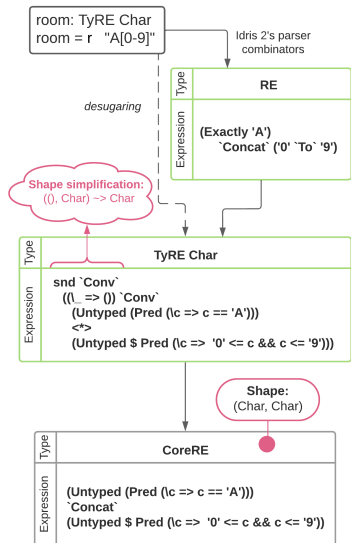 room: TyRE Char
room = r "A[0-9]"
Idris 2's parser
combinators
desugaring
Type
RE
Expression
(Exactly 'A')
`Concat` ('0' `To` '9')
Shape simplification:
((), Char) ~> Char
Type
TyRE Char
Expression
snd `Conv`
((\_ => ()) `Conv`
(Untyped (Pred (\c => c == 'A')))
<*>
(Untyped $ Pred (\c => '0' <= c && c <= '9')))
Shape:
(Char, Char)
Type
CoreRE
Expression
(Untyped (Pred (\c => c == 'A')))
`Concat`
(Untyped $ Pred (\c => '0' <= c && c <= '9'))